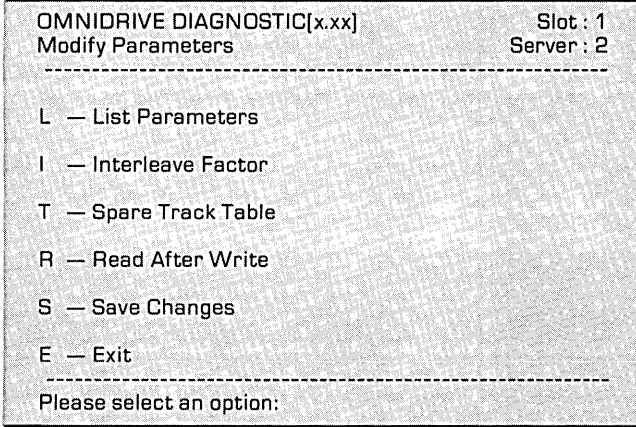 OMNIDRIVE DIAGNOSTIC[x.xx] Slot : 1
Modify Parameters Server : 2
L — List Parameters
I — Interleave Factor
T — Spare Track Table
R — Read After Write
S — Save Changes
E — Exit
Please select an option: